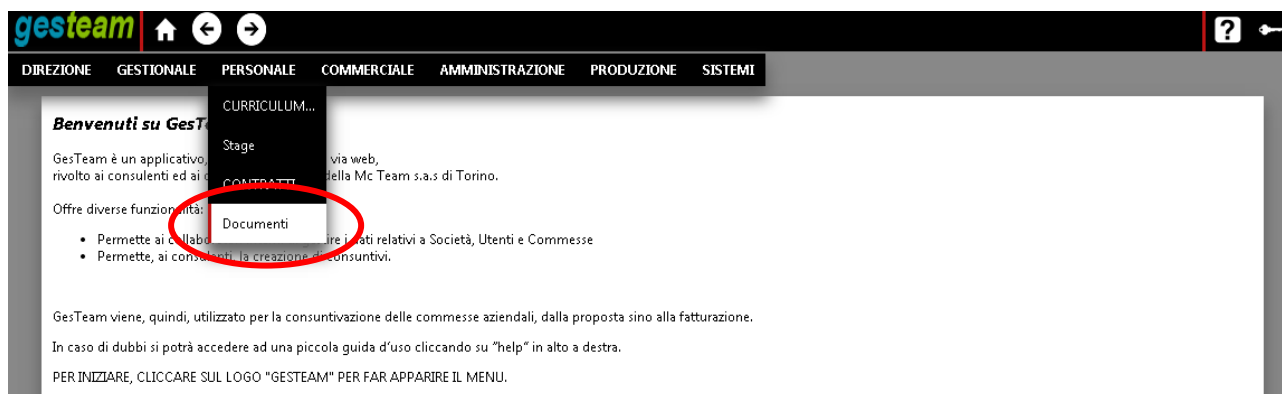 gesteam
?
DIREZIONE GESTIONALE PERSONALE COMMERCIALE AMMINISTRAZIONE PRODUZIONE SISTEMI
CURRICULUM...
Stage
CONTRATTI
Documenti
Benvenuti su GesT
GesTeam è un applicativo, via web,
rivolto ai consulenti ed ai della Mc Team s.a.s di Torino.
Offre diverse funzionalità:
• Permette ai collabo ire i dati relativi a Società, Utenti e Commesse
• Permette, ai consulenti, la creazione di consuntivi.
GesTeam viene, quindi, utilizzato per la consuntivazione delle commesse aziendali, dalla proposta sino alla fatturazione.
In caso di dubbi si potrà accedere ad una piccola guida d'uso cliccando su "help" in alto a destra.
PER INIZIARE, CLICCARE SUL LOGO "GESTEAM" PER FAR APPARIRE IL MENU.